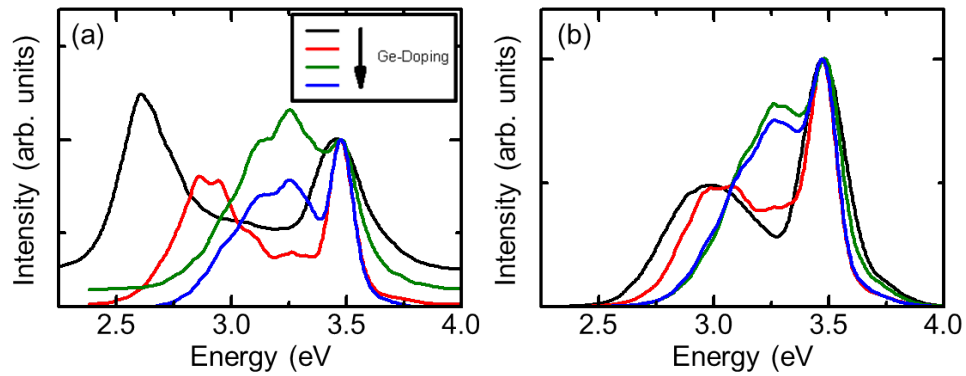 (a)
Ge-Doping
Intensity (arb. units)
2.5 3.0 3.5 4.0
Energy (eV
(b)
Intensity (arb. units)
2.5 3.0 3.5 4.0
Energy (eV